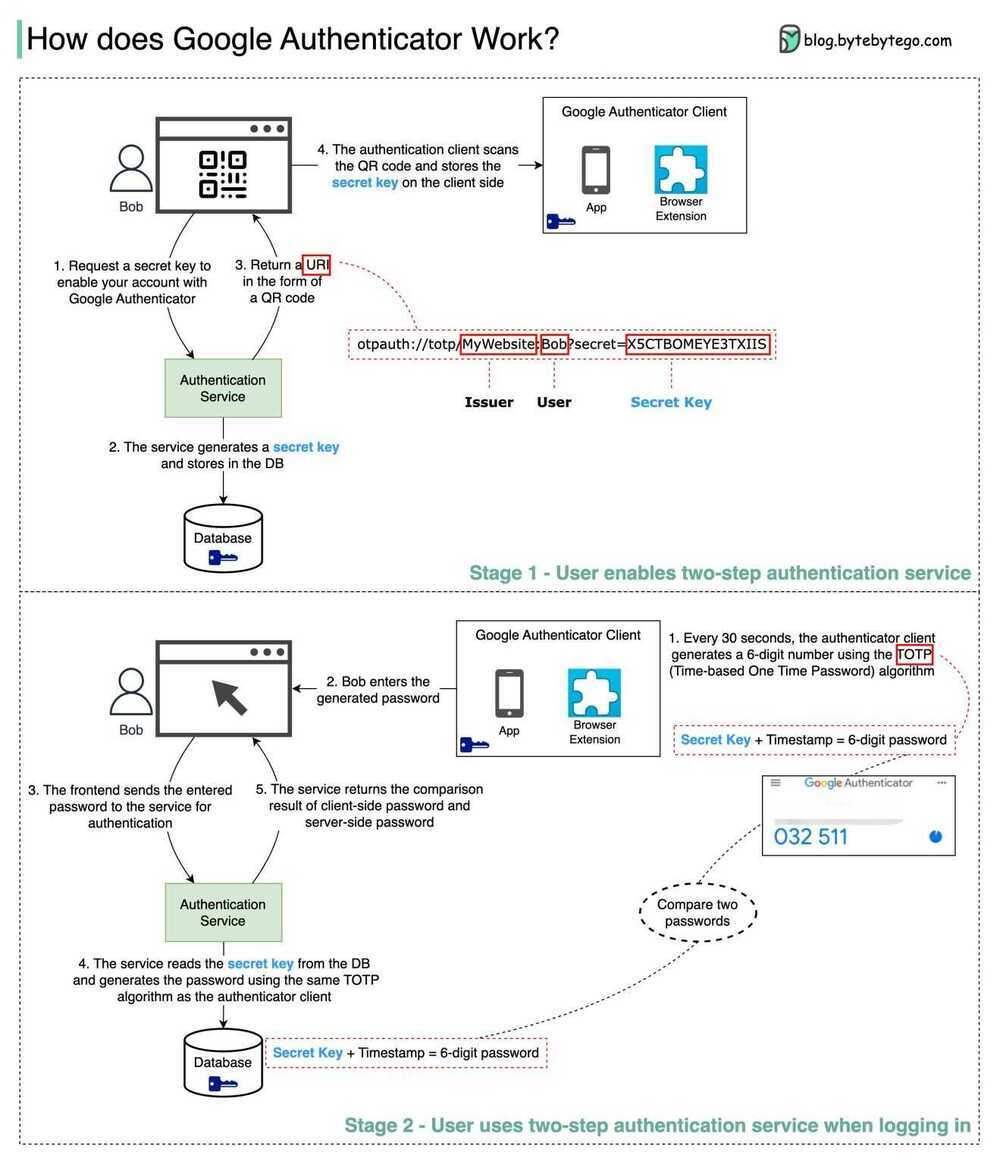 How does Google Authenticator Work?
blog.bytebytego.com
Bob
4. The authentication client scans
the QR code and stores the
secret key on the client side
Google Authenticator Client
App
Browser
Extension
1. Request a secret key to
enable your account with
Google Authenticator
3. Return a URI
in the form of
a QR code
otpauth://totp/MyWebsite:Bob?secret=X5CTBOMEYE3TXIIS
Issuer
User
Secret Key
Authentication
Service
2. The service generates a secret key
and stores in the DB
Database
Stage 1 - User enables two-step authentication service
Bob
2. Bob enters the
generated password
Google Authenticator Client
App
Browser
Extension
1. Every 30 seconds, the authenticator client
generates a 6-digit number using the TOTP
(Time-based One Time Password) algorithm
Secret Key + Timestamp = 6-digit password
Google Authenticator
032 511
3. The frontend sends the entered
password to the service for
authentication
5. The service returns the comparison
result of client-side password and
server-side password
Compare two
passwords
Authentication
Service
4. The service reads the secret key from the DB
and generates the password using the same TOTP
algorithm as the authenticator client
Database
Secret Key + Timestamp = 6-digit password
Stage 2 - User uses two-step authentication service when logging in